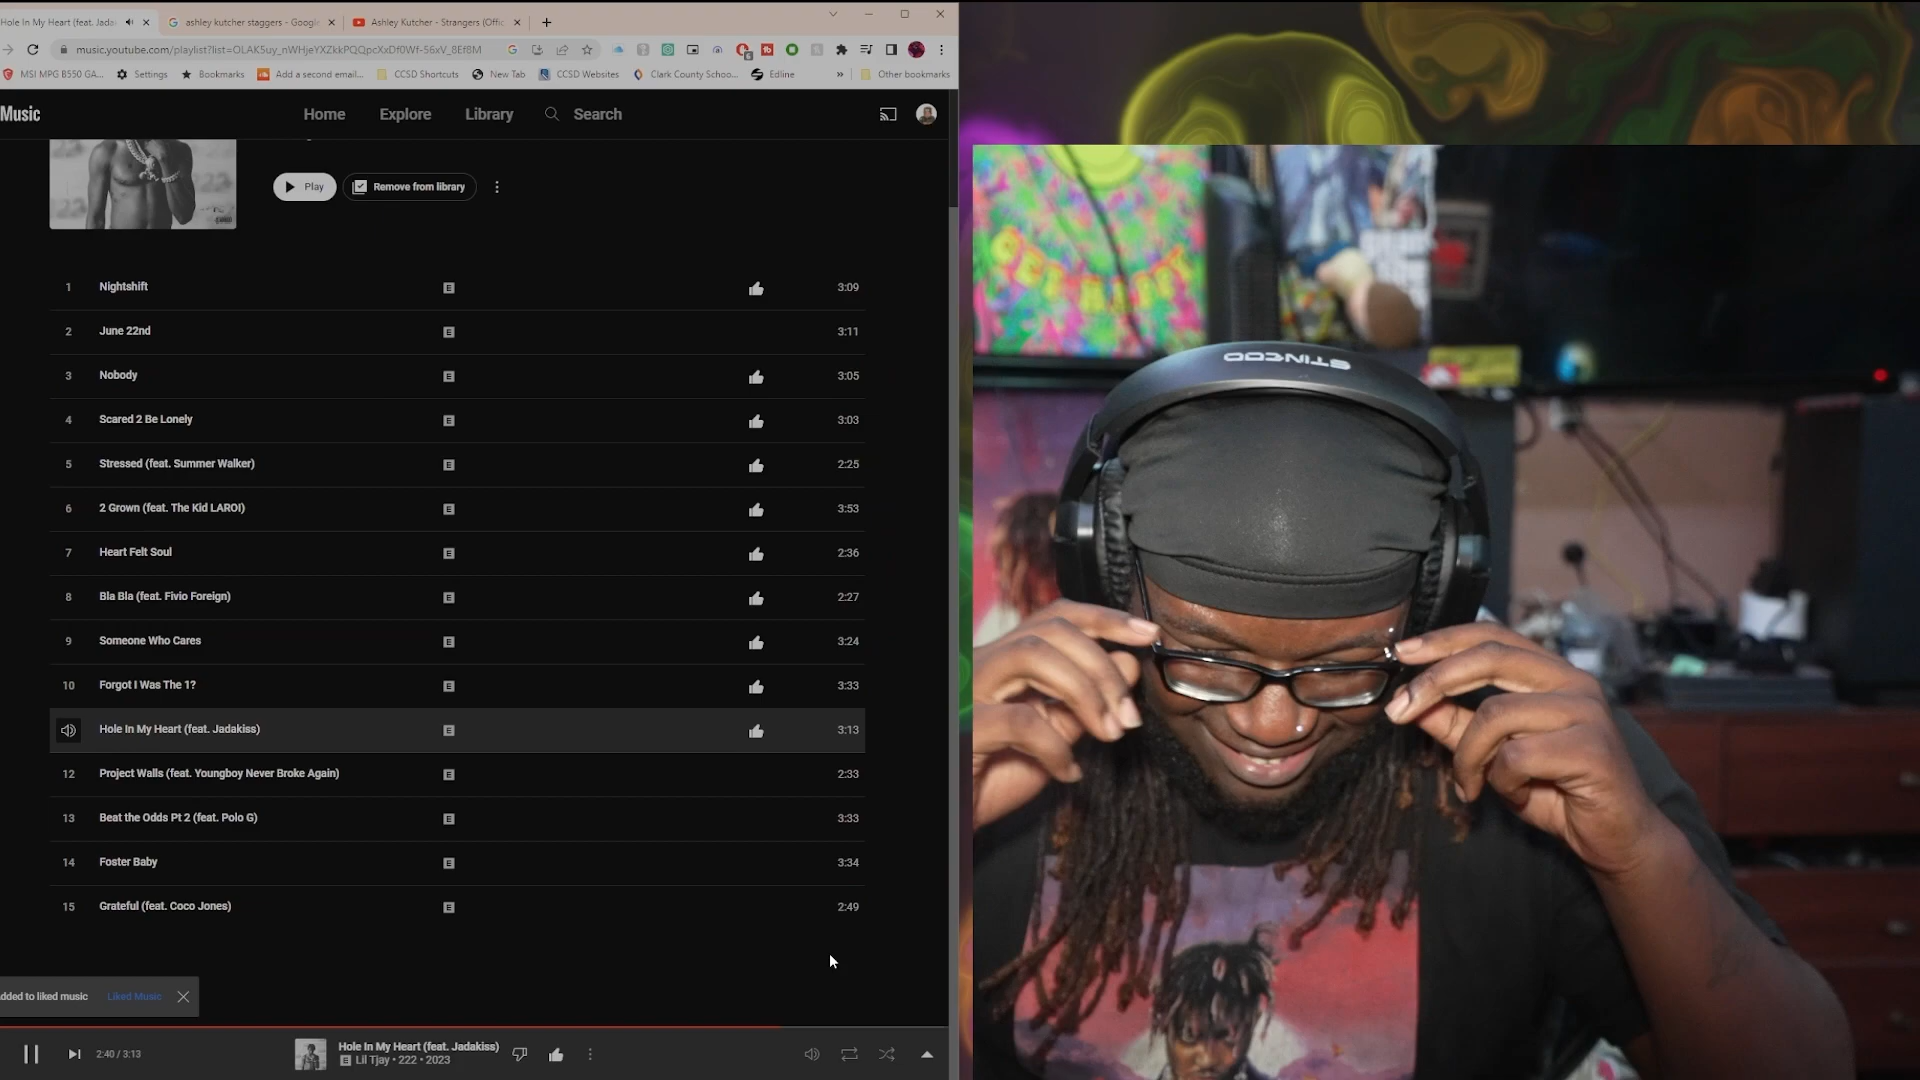 Hole In My Heart (feat. Jada
ashley kutcher staggers - Google
Ashley Kutcher - Strangers (Offic
music.youtube.com/playlist?list=OLAK5uy_nWHjeYXZkkPQQpcXxDf0Wf-56xV_8Ef8M
MSI MPG B550 GA...
Settings
Bookmarks
Add a second email...
CCSD Shortcuts
New Tab
CCSD Websites
Clark County Schoo...
Edline
»
Other bookmarks
Music
Home
Explore
Library
Search
Play
Remove from library
1 Nightshift E 3:09
2 June 22nd E 3:11
3 Nobody E 3:05
4 Scared 2 Be Lonely E 3:03
5 Stressed (feat. Summer Walker) E 2:25
6 2 Grown (feat. The Kid LAROI) E 3:53
7 Heart Felt Soul E 2:36
8 Bla Bla (feat. Fivio Foreign) E 2:27
9 Someone Who Cares E 3:24
10 Forgot I Was The 1? E 3:33
Hole In My Heart (feat. Jadakiss) E 3:13
12 Project Walls (feat. Youngboy Never Broke Again) E 2:33
13 Beat the Odds Pt 2 (feat. Polo G) E 3:33
14 Foster Baby E 3:34
15 Grateful (feat. Coco Jones) E 2:49
dded to liked music
Liked Music
2:40 / 3:13
Hole In My Heart (feat. Jadakiss)
E Lil Tjay • 222 • 2023